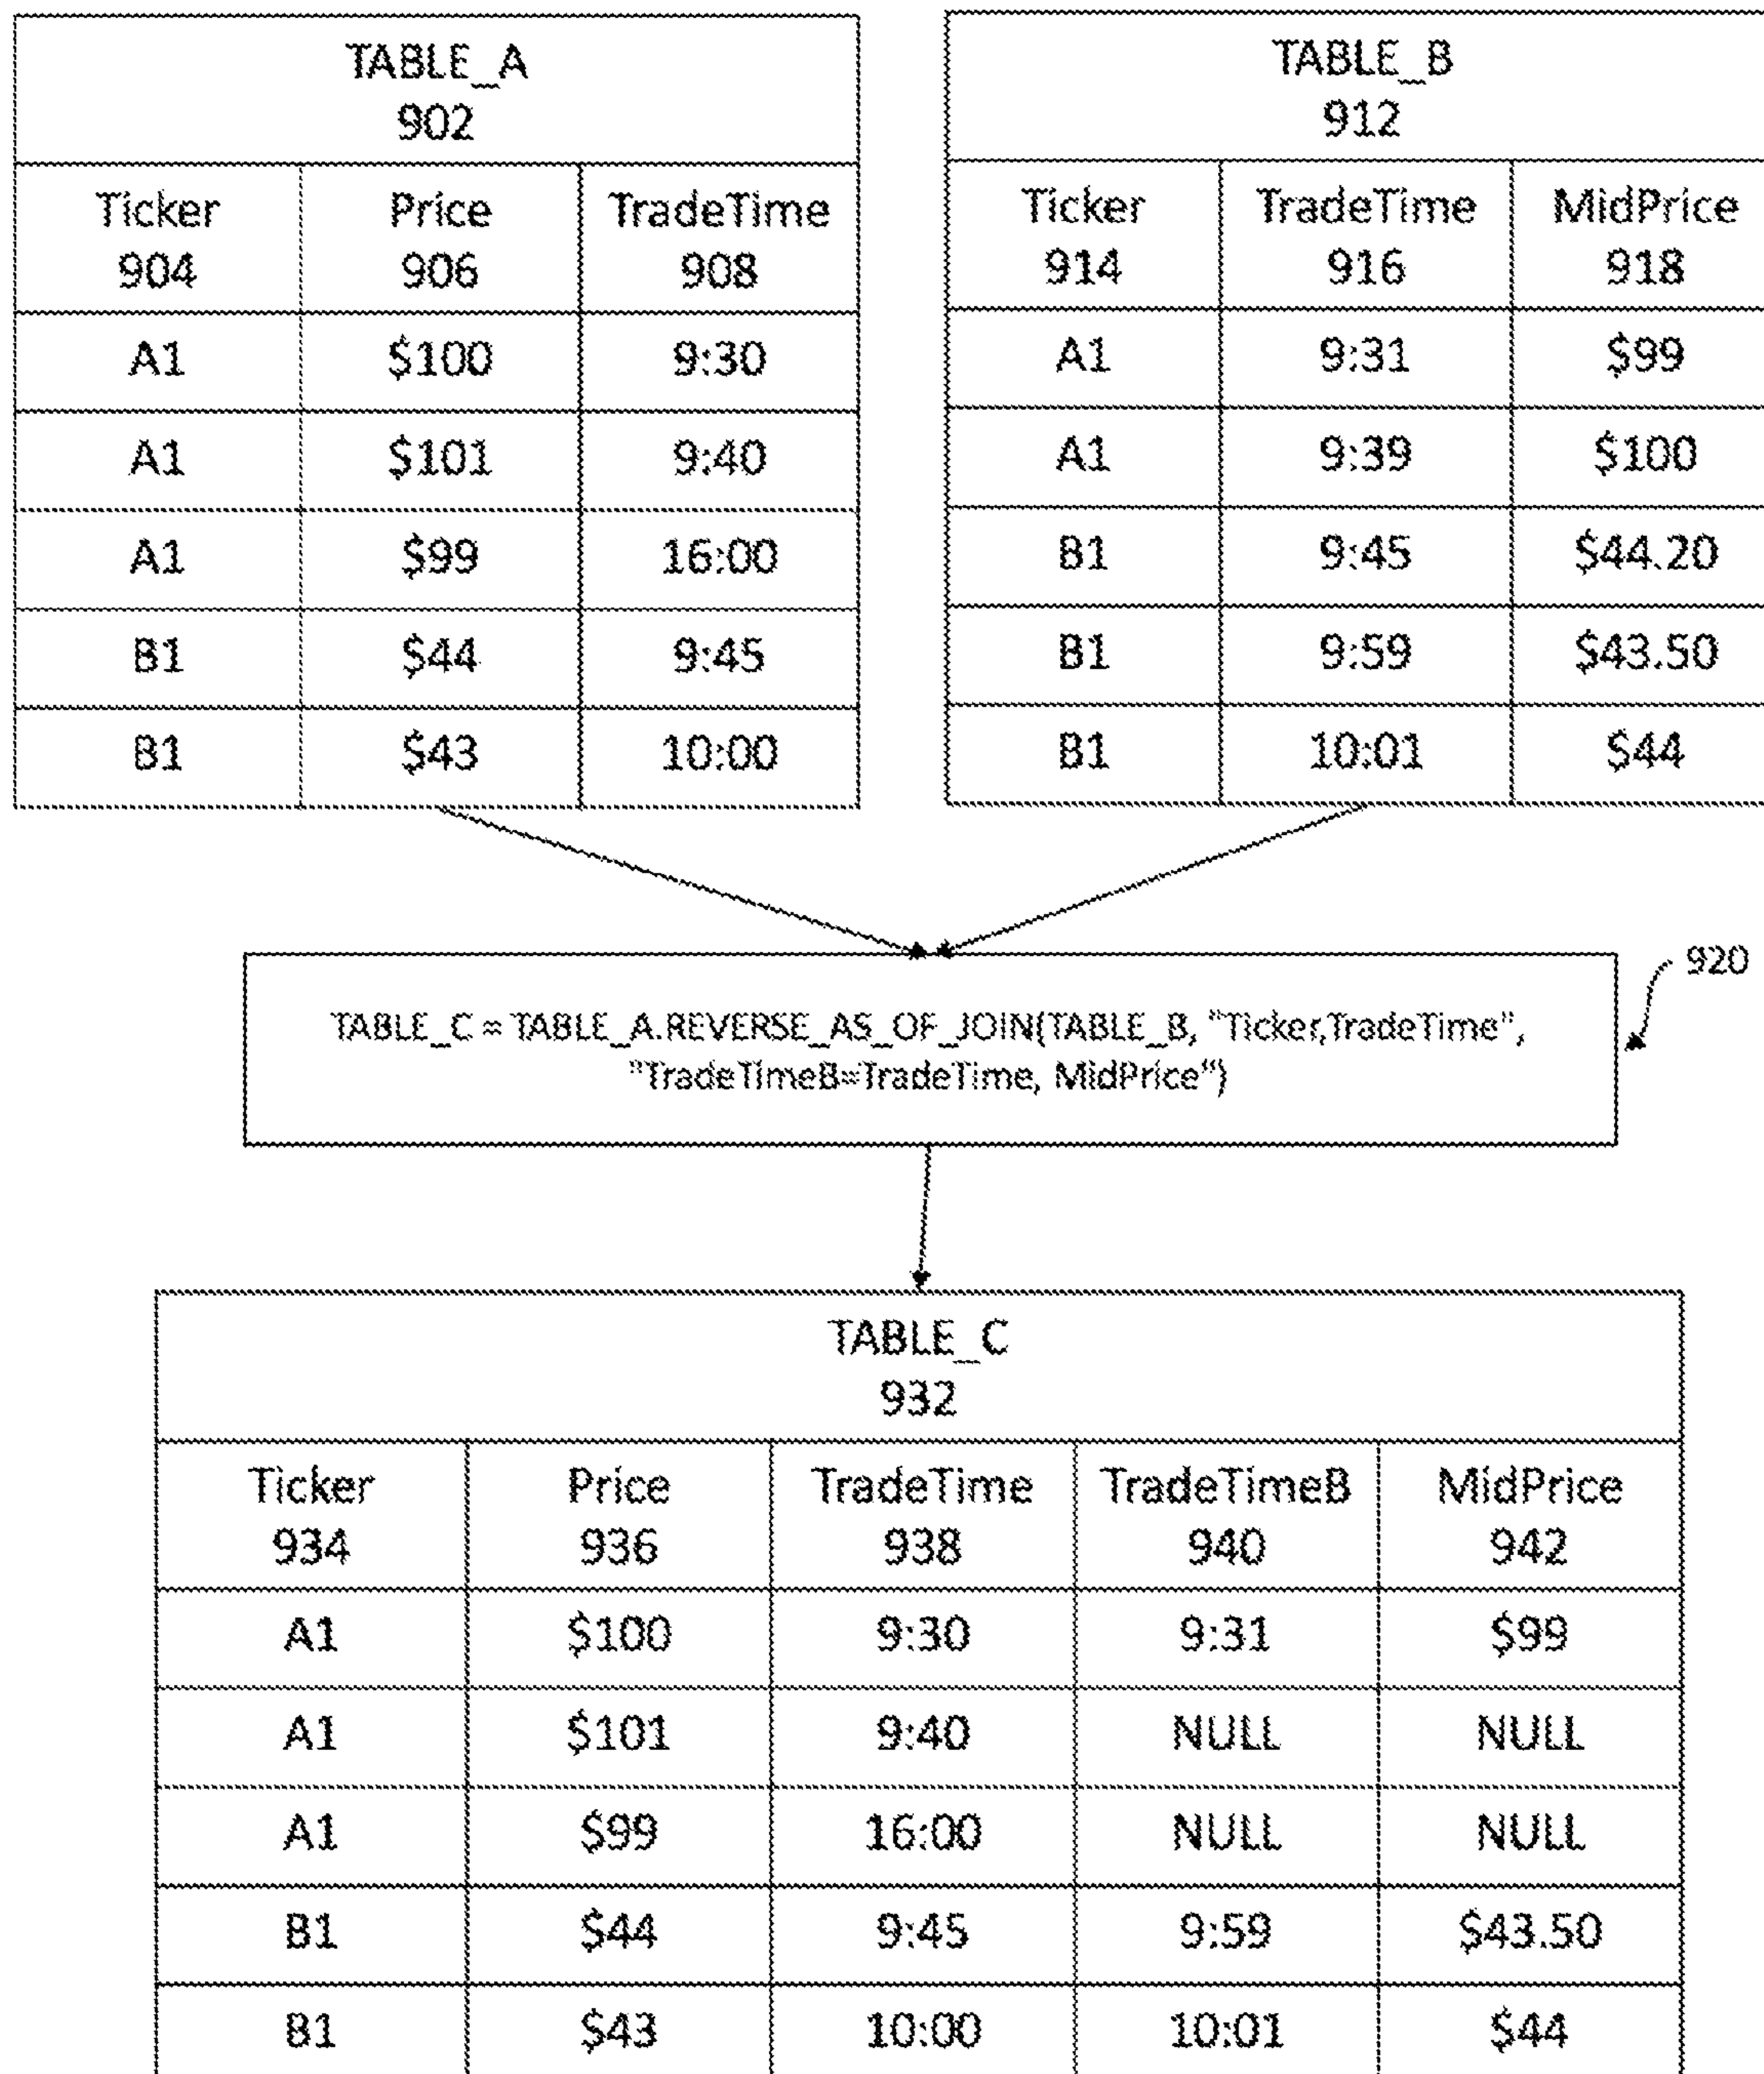 TABLE_A
902
Ticker Price TradeTime
904 906 908
A1 $100 9:30
A1 $101 9:40
A1 $99 16:00
B1 $44 9:45
B1 $43 10:00
TABLE_B
912
Ticker TradeTime MidPrice
914 916 918
A1 9:31 $99
A1 9:39 $100
B1 9:45 $44.20
B1 9:59 $43.50
B1 10:01 $44
920
TABLE_C = TABLE_A.REVERSE_AS_OF_JOIN(TABLE_B, "Ticker,TradeTime",
"TradeTimeB=TradeTime, MidPrice")
TABLE_C
932
Ticker Price TradeTime TradeTimeB MidPrice
934 936 938 940 942
A1 $100 9:30 9:31 $99
A1 $101 9:40 NULL NULL
A1 $99 16:00 NULL NULL
B1 $44 9:45 9:59 $43.50
B1 $43 10:00 10:01 $44